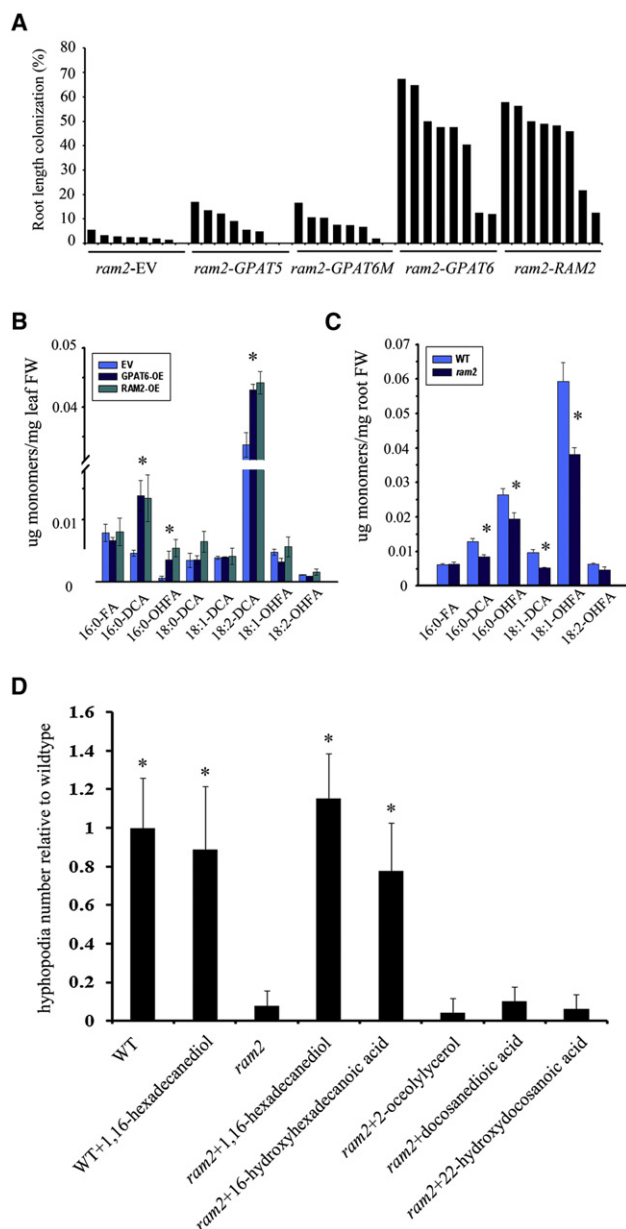 A
Root length colonization (%)
80
70
60
50
40
30
20
10
0
ram2-EV
ram2-GPAT5
ram2-GPAT6M
ram2-GPAT6
ram2-RAM2
B
ug monomers/mg leaf FW
0.05
0.04
0.01
0
EV
GPAT6-OE
RAM2-OE
*
*
*
16:0-FA
16:0-DCA
16:0-OHFA
18:0-DCA
18:1-DCA
18:2-DCA
18:1-OHFA
18:2-OHFA
C
ug monomers/mg root FW
0.07
0.06
0.05
0.04
0.03
0.02
0.01
0
WT
ram2
*
*
*
*
16:0-FA
16:0-DCA
16:0-OHFA
18:1-DCA
18:1-OHFA
18:2-OHFA
D
hyphopodia number relative to wildtype
1.6
1.4
1.2
1
0.8
0.6
0.4
0.2
0
*
*
*
*
WT
WT+1,16-hexadecanediol
ram2
ram2+1,16-hexadecanediol
ram2+16-hydroxyhexadecanoic acid
ram2+2-oceolylycerol
ram2+docosanedioic acid
ram2+22-hydroxydocosanoic acid